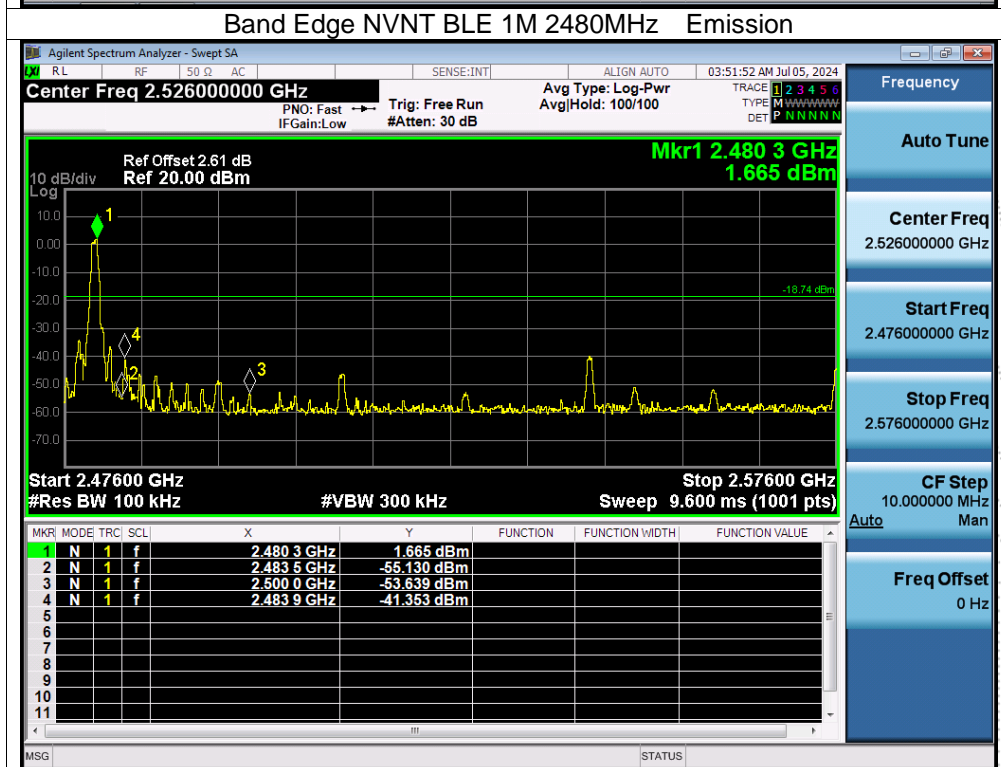 Band Edge NVNT BLE 1M 2480MHz Emission
Agilent Spectrum Analyzer - Swept SA
LXI RL RF 50 Ω AC SENSE:INT ALIGN AUTO 03:51:52 AM Jul 05, 2024
Center Freq 2.526000000 GHz
PNO: Fast
IFGain:Low
Trig: Free Run
#Atten: 30 dB
Avg Type: Log-Pwr
Avg|Hold: 100/100
TRACE 1 2 3 4 5 6
TYPE M WWWWW
DET P N N N N N
Frequency
Auto Tune
Center Freq
2.526000000 GHz
Start Freq
2.476000000 GHz
Stop Freq
2.576000000 GHz
CF Step
10.000000 MHz
Auto Man
Freq Offset
0 Hz
Mkr1 2.480 3 GHz
1.665 dBm
Ref Offset 2.61 dB
10 dB/div Ref 20.00 dBm
Log
10.0
0.00
-10.0
-20.0
-30.0
-40.0
-50.0
-60.0
-70.0
1
4
2
3
-18.74 dBm
Start 2.47600 GHz Stop 2.57600 GHz
#Res BW 100 kHz #VBW 300 kHz Sweep 9.600 ms (1001 pts)
MKR MODE TRC SCL X Y FUNCTION FUNCTION WIDTH FUNCTION VALUE
1 N 1 f 2.480 3 GHz 1.665 dBm
2 N 1 f 2.483 5 GHz -55.130 dBm
3 N 1 f 2.500 0 GHz -53.639 dBm
4 N 1 f 2.483 9 GHz -41.353 dBm
5
6
7
8
9
10
11
MSG STATUS